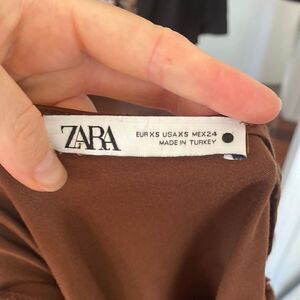 ZARA
EUR XS USA XS MEX 24
MADE IN TURKEY